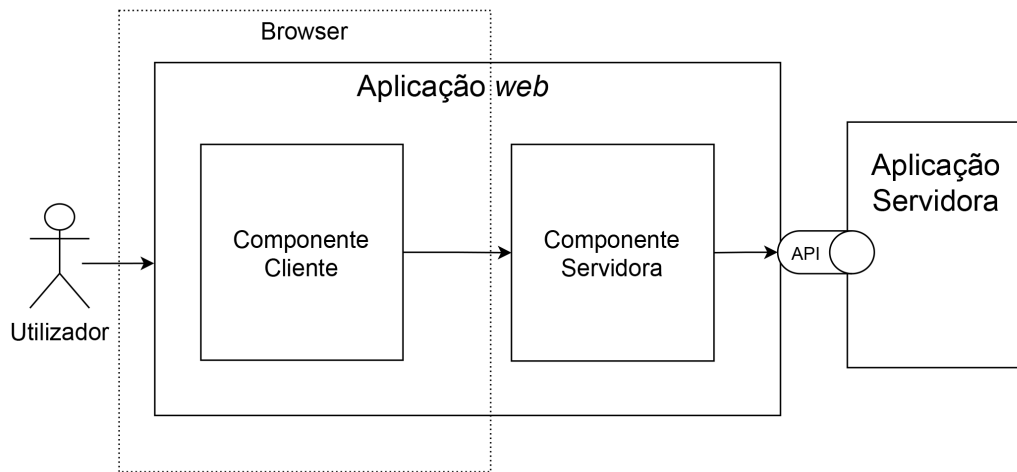 Browser
Aplicação web
Aplicação
Servidora
Componente
Cliente
Componente
Servidora
API
Utilizador